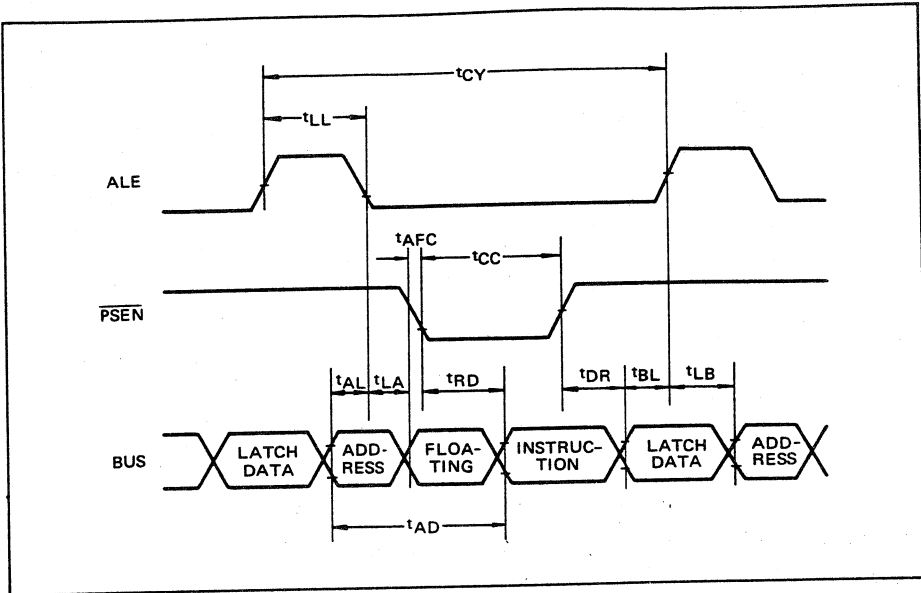 tCY
tLL
ALE
tAFC
tCC
PSEN
tAL
tLA
tRD
tDR
tBL
tLB
BUS
LATCH
DATA
ADD-
RESS
FLOA-
TING
INSTRUC-
TION
LATCH
DATA
ADD-
RESS
tAD